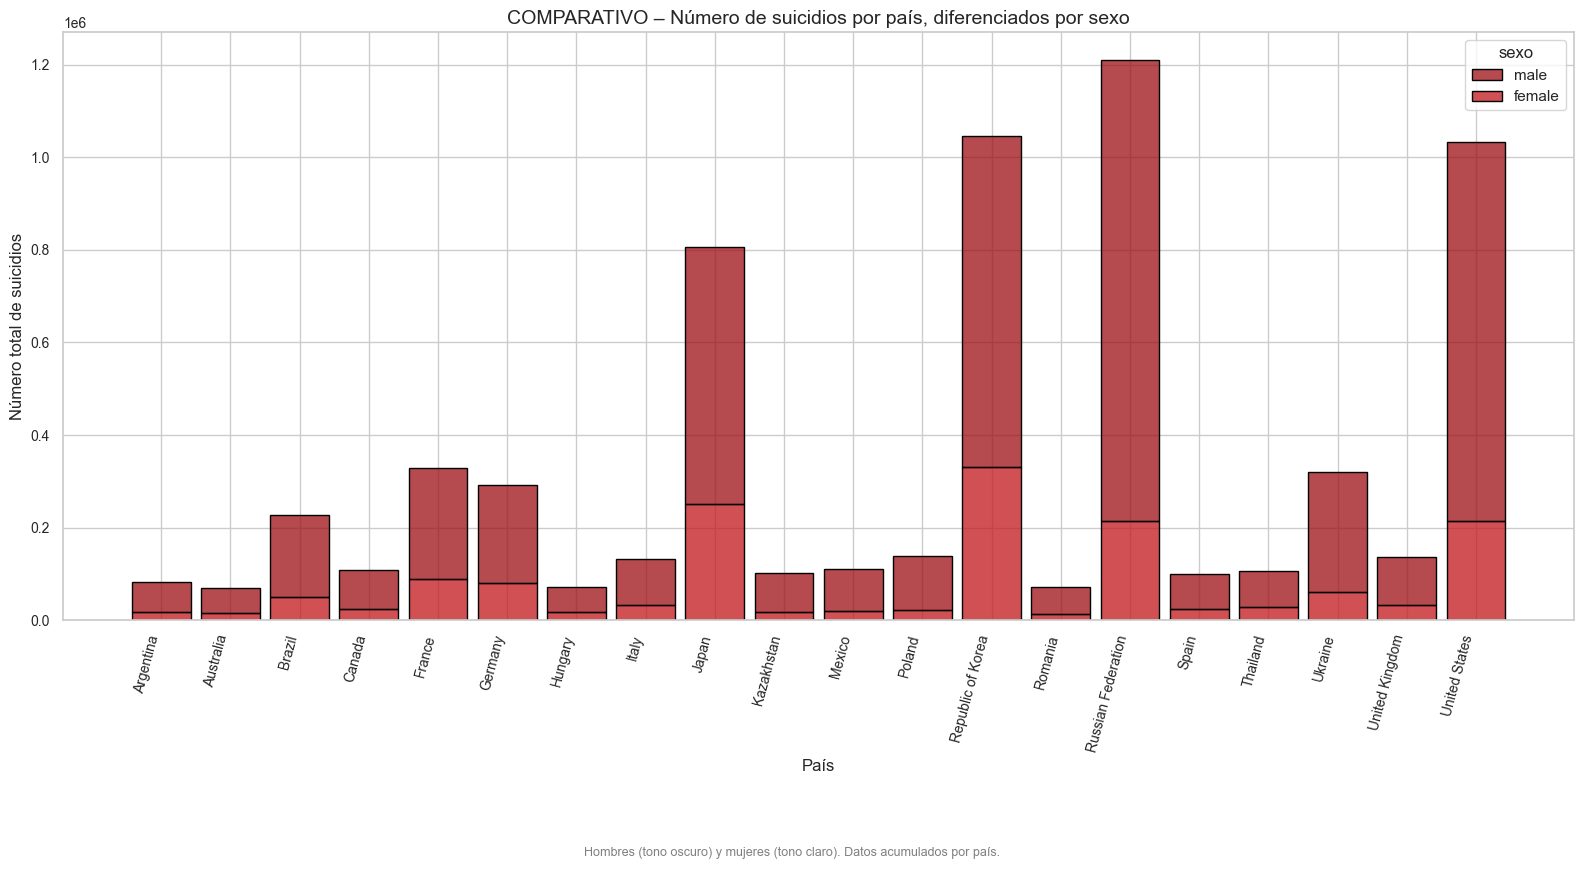 COMPARATIVO – Número de suicidios por país, diferenciados por sexo
1e6
sexo
male
female
1.2
1.0
0.8
0.6
0.4
0.2
0.0
Número total de suicidios
Argentina
Australia
Brazil
Canada
France
Germany
Hungary
Italy
Japan
Kazakhstan
Mexico
Poland
Republic of Korea
Romania
Russian Federation
Spain
Thailand
Ukraine
United Kingdom
United States
País
Hombres (tono oscuro) y mujeres (tono claro). Datos acumulados por país.